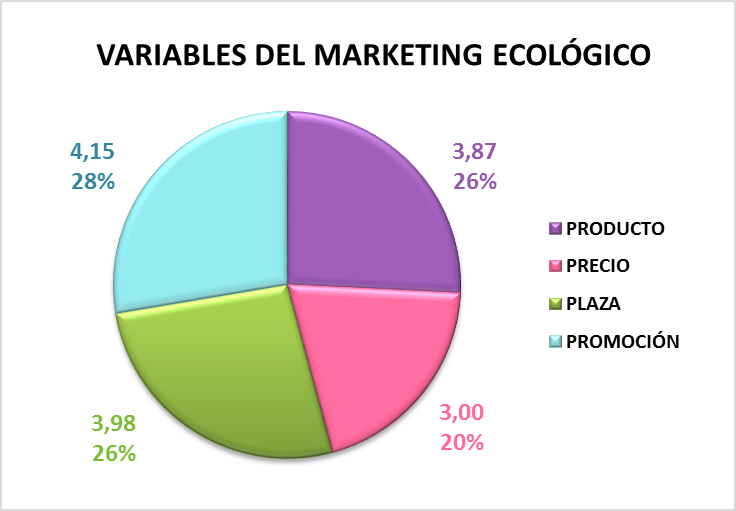 VARIABLES DEL MARKETING ECOLÓGICO
4,15
28%
3,87
26%
PRODUCTO
PRECIO
PLAZA
PROMOCIÓN
3,98
26%
3,00
20%